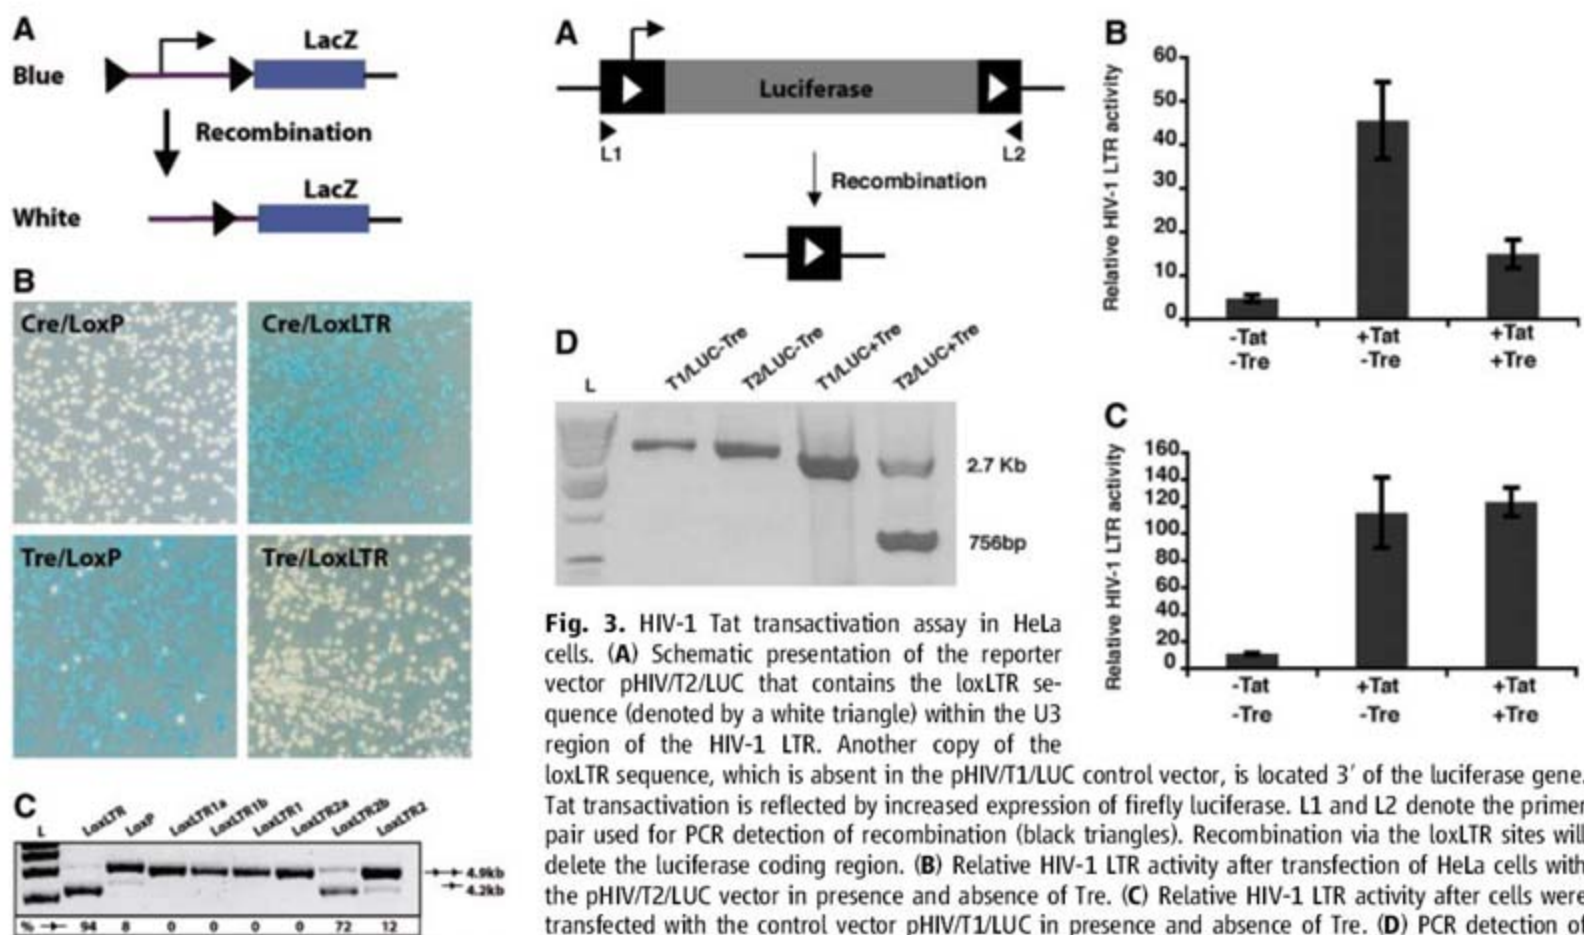 A
LacZ
Blue
Recombination
LacZ
White
B
Cre/LoxP
Cre/LoxLTR
Tre/LoxP
Tre/LoxLTR
C
L
LoxLTR
LoxP
LoxLTR1a
LoxLTR1b
LoxLTR1
LoxLTR2a
LoxLTR2b
LoxLTR2
4.9kb
4.2kb
% 94 8 0 0 0 0 72 12
A
Luciferase
L1
L2
Recombination
D
L
T1/LUC-Tre
T2/LUC-Tre
T1/LUC+Tre
T2/LUC+Tre
2.7 Kb
756bp
B
Relative HIV-1 LTR activity
60
50
40
30
20
10
0
-Tat +Tat +Tat
-Tre -Tre +Tre
C
Relative HIV-1 LTR activity
160
140
120
100
80
60
40
20
0
-Tat +Tat +Tat
-Tre -Tre +Tre
Fig. 3. HIV-1 Tat transactivation assay in HeLa
cells. (A) Schematic presentation of the reporter
vector pHIV/T2/LUC that contains the loxLTR se-
quence (denoted by a white triangle) within the U3
region of the HIV-1 LTR. Another copy of the
loxLTR sequence, which is absent in the pHIV/T1/LUC control vector, is located 3′ of the luciferase gene.
Tat transactivation is reflected by increased expression of firefly luciferase. L1 and L2 denote the primer
pair used for PCR detection of recombination (black triangles). Recombination via the loxLTR sites will
delete the luciferase coding region. (B) Relative HIV-1 LTR activity after transfection of HeLa cells with
the pHIV/T2/LUC vector in presence and absence of Tre. (C) Relative HIV-1 LTR activity after cells were
transfected with the control vector pHIV/T1/LUC in presence and absence of Tre. (D) PCR detection of